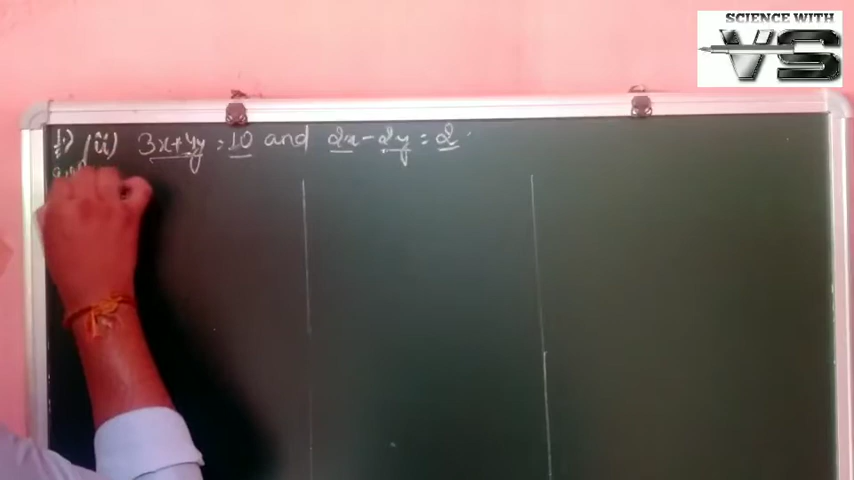 SCIENCE WITH
VS
1) (ii) 3x+4y = 10 and 2x - 2y = 2.